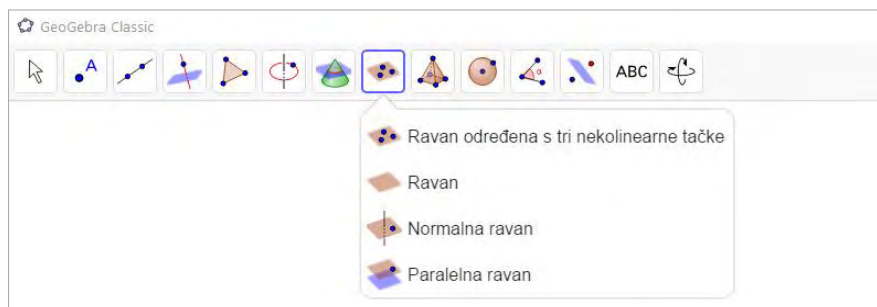 GeoGebra Classic
A
α
ABC
Ravan određena s tri nekolinearne tačke
Ravan
Normalna ravan
Paralelna ravan